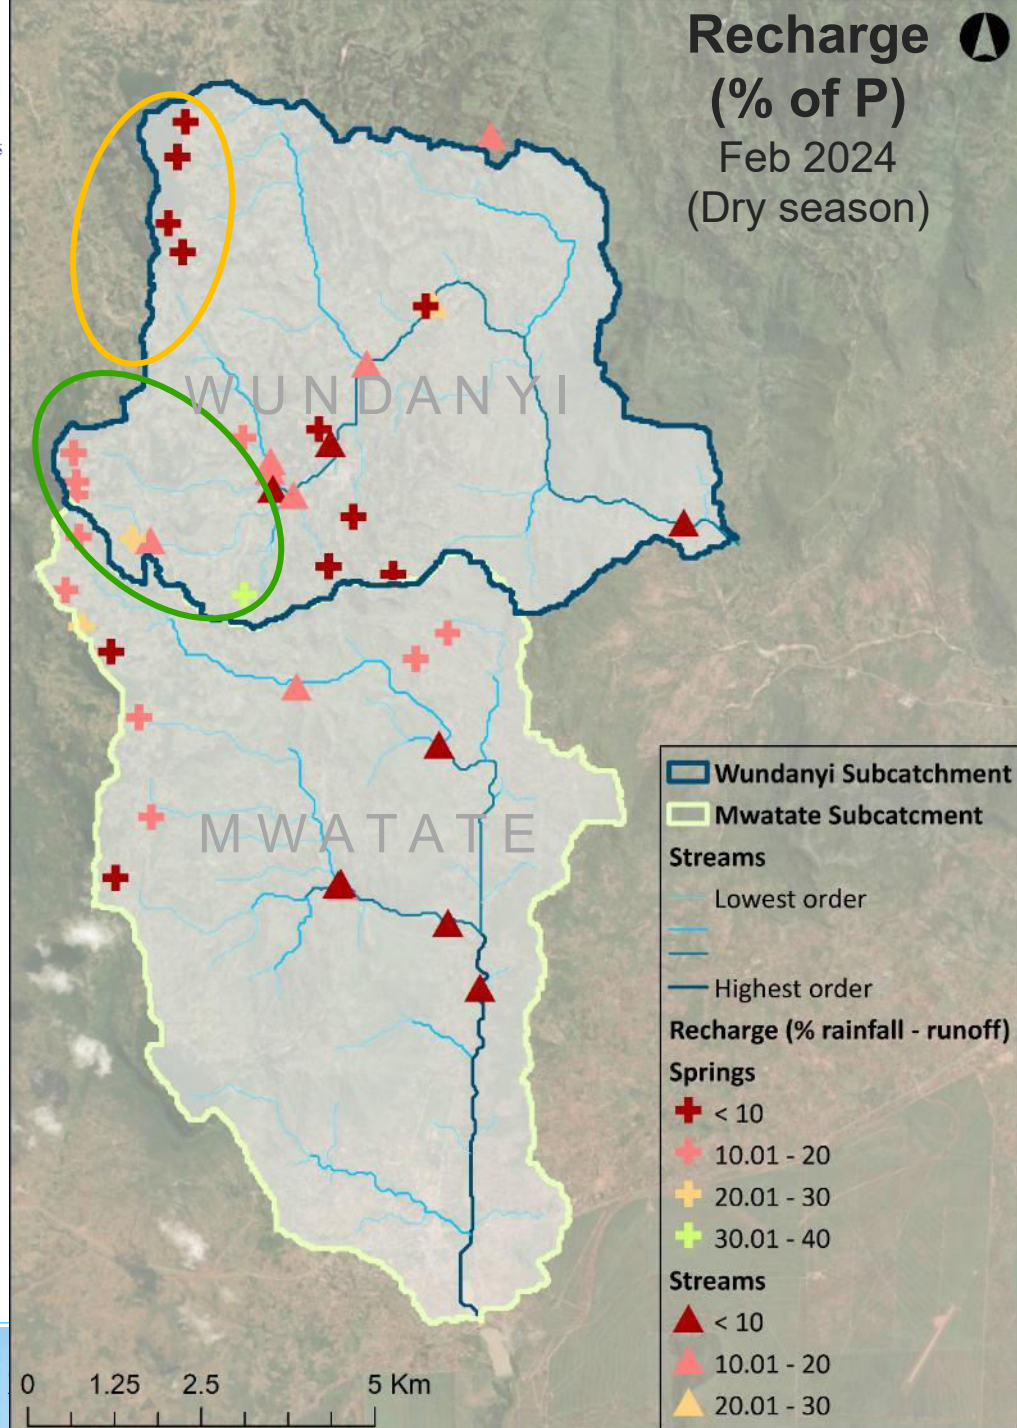 Recharge
(% of P)
Feb 2024
(Dry season)
WUNDANYI
MWATATE
Wundanyi Subcatchment
Mwatate Subcatcment
Streams
Lowest order
Highest order
Recharge (% rainfall - runoff)
Springs
< 10
10.01 - 20
20.01 - 30
30.01 - 40
Streams
< 10
10.01 - 20
20.01 - 30
0 1.25 2.5 5 Km